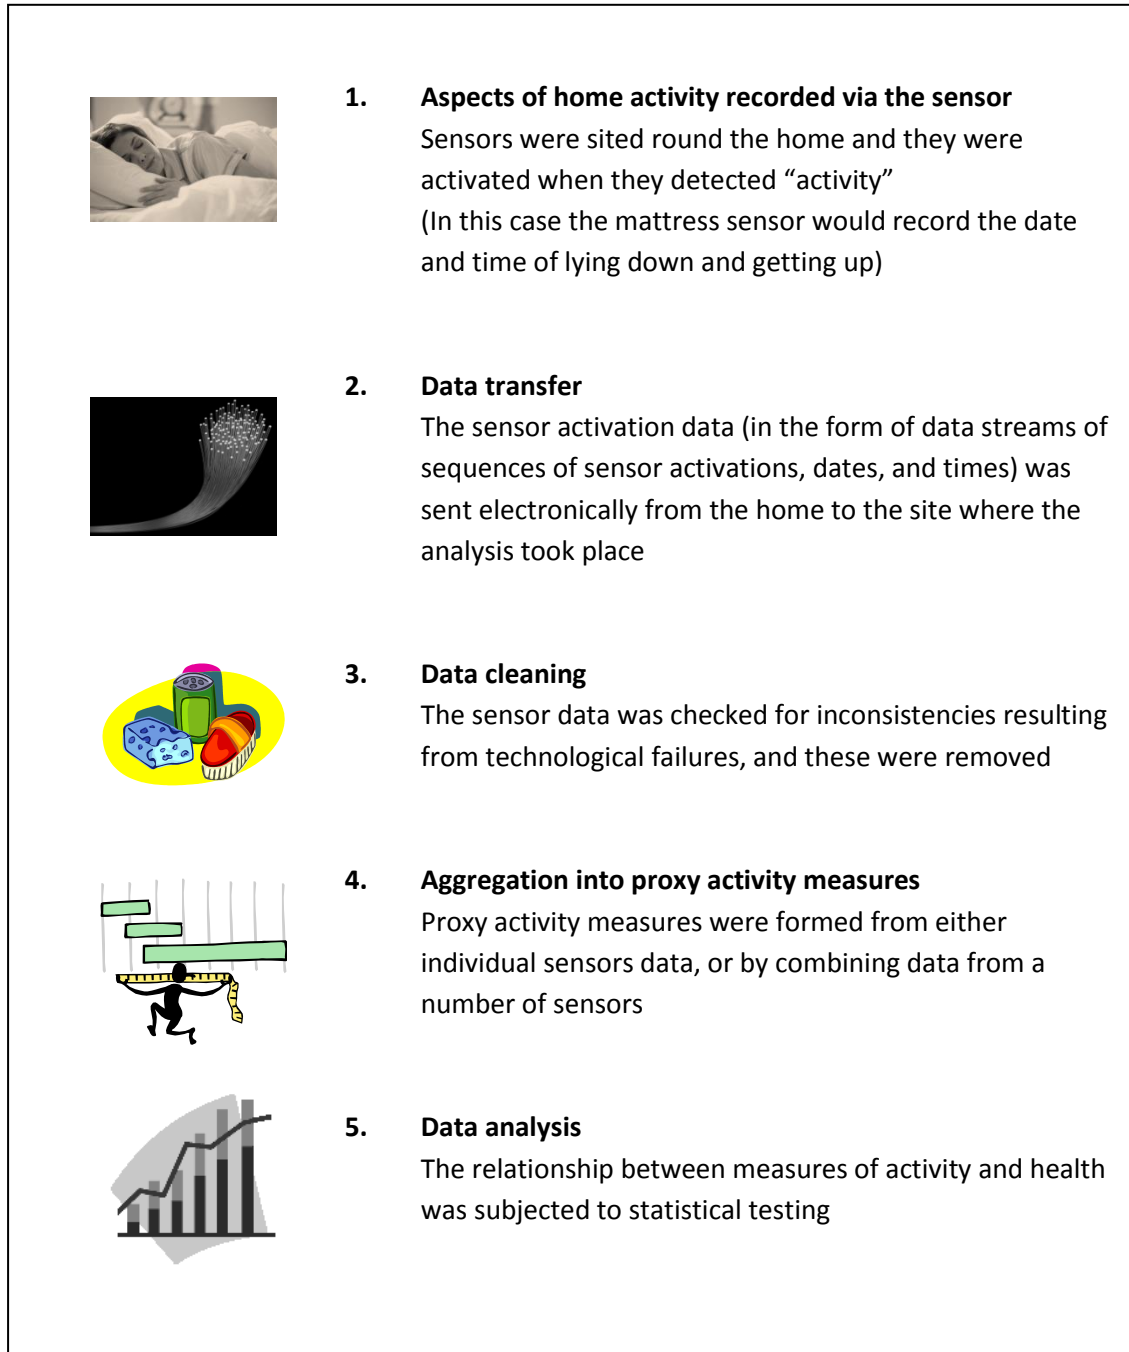 1. Aspects of home activity recorded via the sensor
Sensors were sited round the home and they were
activated when they detected “activity”
(In this case the mattress sensor would record the date
and time of lying down and getting up)
2. Data transfer
The sensor activation data (in the form of data streams of
sequences of sensor activations, dates, and times) was
sent electronically from the home to the site where the
analysis took place
3. Data cleaning
The sensor data was checked for inconsistencies resulting
from technological failures, and these were removed
4. Aggregation into proxy activity measures
Proxy activity measures were formed from either
individual sensors data, or by combining data from a
number of sensors
5. Data analysis
The relationship between measures of activity and health
was subjected to statistical testing